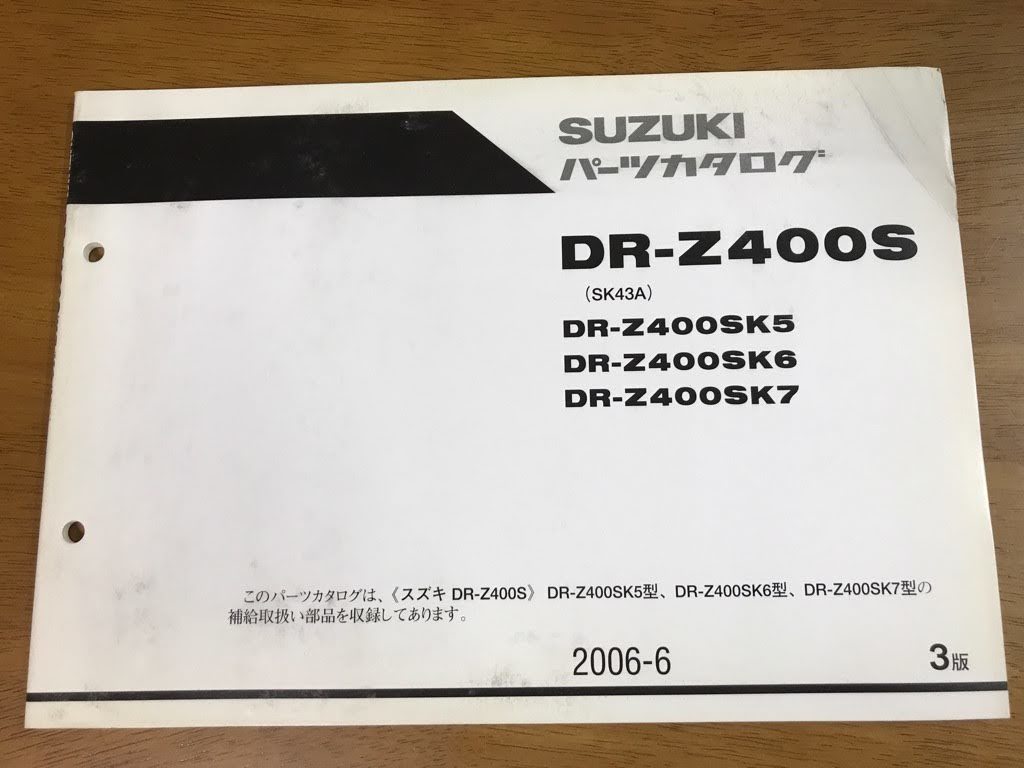 SUZUKI
パーツカタログ
DR-Z400S
(SK43A)
DR-Z400SK5
DR-Z400SK6
DR-Z400SK7
このパーツカタログは、《スズキ DR-Z400S》 DR-Z400SK5型、DR-Z400SK6型、DR-Z400SK7型の
補給取扱い部品を収録してあります。
2006-6
3版